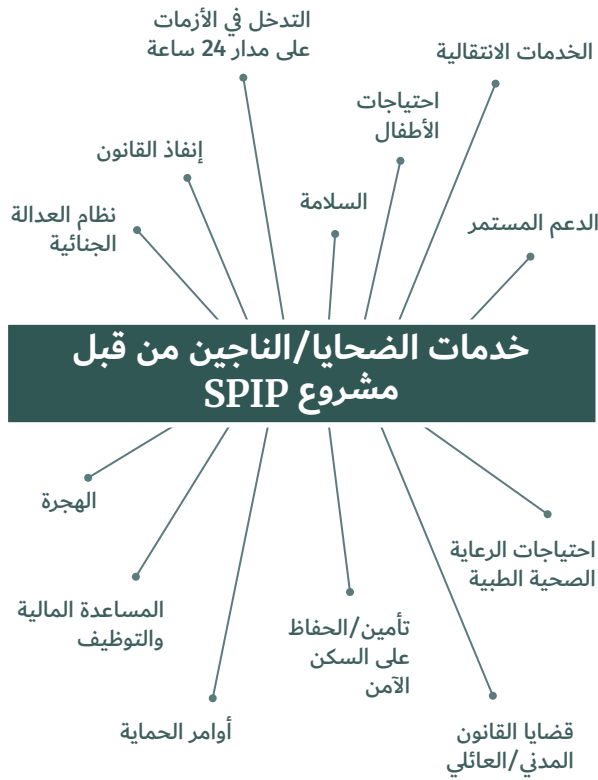 التدخل في الأزمات
على مدار 24 ساعة
الخدمات الانتقالية
احتياجات
الأطفال
إنفاذ القانون
السلامة
نظام العدالة
الجنائية
الدعم المستمر
خدمات الضحايا/الناجين من قبل
مشروع SPIP
الهجرة
احتياجات الرعاية
الصحية الطبية
المساعدة المالية
والتوظيف
تأمين/الحفاظ
على السكن
الآمن
أوامر الحماية
قضايا القانون
المدني/العائلي